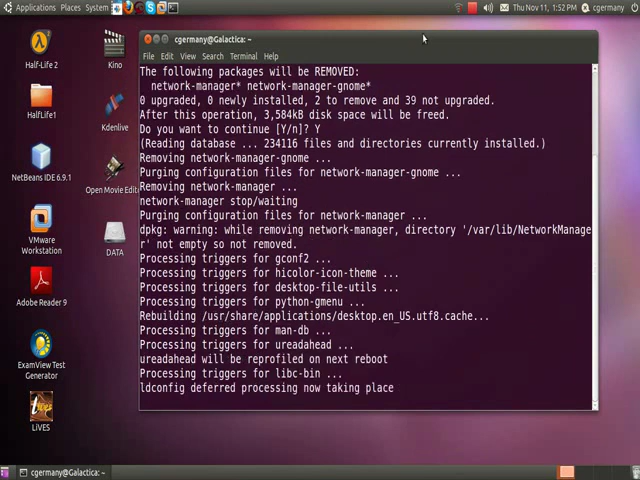 Applications Places System
Thu Nov 11, 1:52 PM cgermany
cgermany@Galactica: ~
File Edit View Search Terminal Help
The following packages will be REMOVED:
network-manager* network-manager-gnome*
0 upgraded, 0 newly installed, 2 to remove and 39 not upgraded.
After this operation, 3,584kB disk space will be freed.
Do you want to continue [Y/n]? Y
(Reading database ... 234116 files and directories currently installed.)
Removing network-manager-gnome ...
Purging configuration files for network-manager-gnome ...
Removing network-manager ...
network-manager stop/waiting
Purging configuration files for network-manager ...
dpkg: warning: while removing network-manager, directory '/var/lib/NetworkManage
r' not empty so not removed.
Processing triggers for gconf2 ...
Processing triggers for hicolor-icon-theme ...
Processing triggers for desktop-file-utils ...
Processing triggers for python-gmenu ...
Rebuilding /usr/share/applications/desktop.en_US.utf8.cache...
Processing triggers for man-db ...
Processing triggers for ureadahead ...
ureadahead will be reprofiled on next reboot
Processing triggers for libc-bin ...
ldconfig deferred processing now taking place
Half-Life 2
Kino
HalfLife1
Kdenlive
NetBeans IDE 6.9.1
Open Movie Edit
VMware
Workstation
DATA
Adobe Reader 9
ExamView Test
Generator
LiVES
cgermany@Galactica: ~